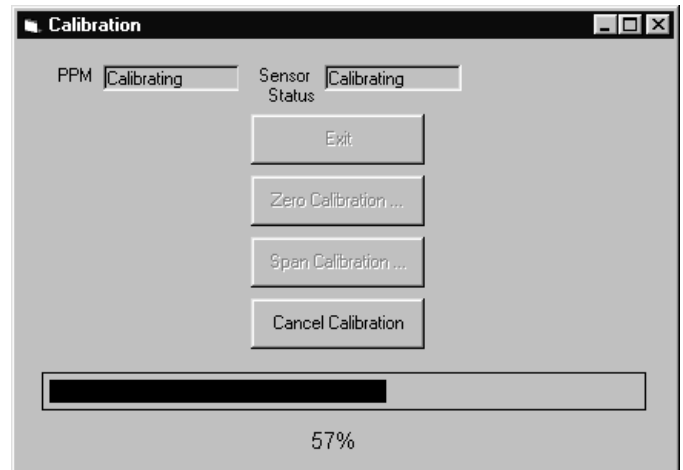 Calibration
PPM Calibrating Sensor Status Calibrating
Exit
Zero Calibration ...
Span Calibration ...
Cancel Calibration
57%